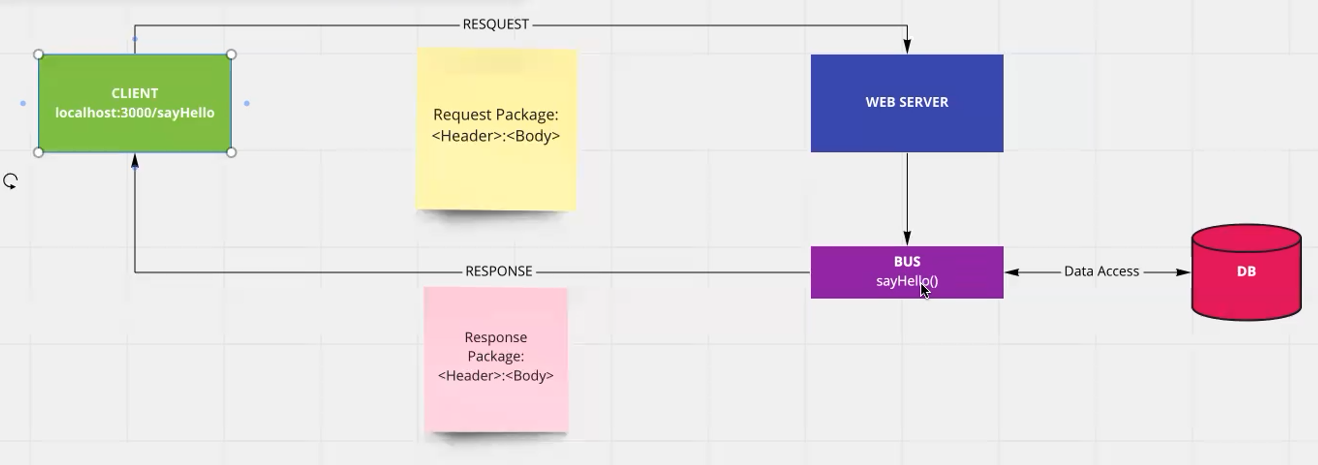 RESQUEST
CLIENT
localhost:3000/sayHello
Request Package:
<Header>:<Body>
WEB SERVER
BUS
sayHello()
Data Access
DB
RESPONSE
Response
Package:
<Header>:<Body>